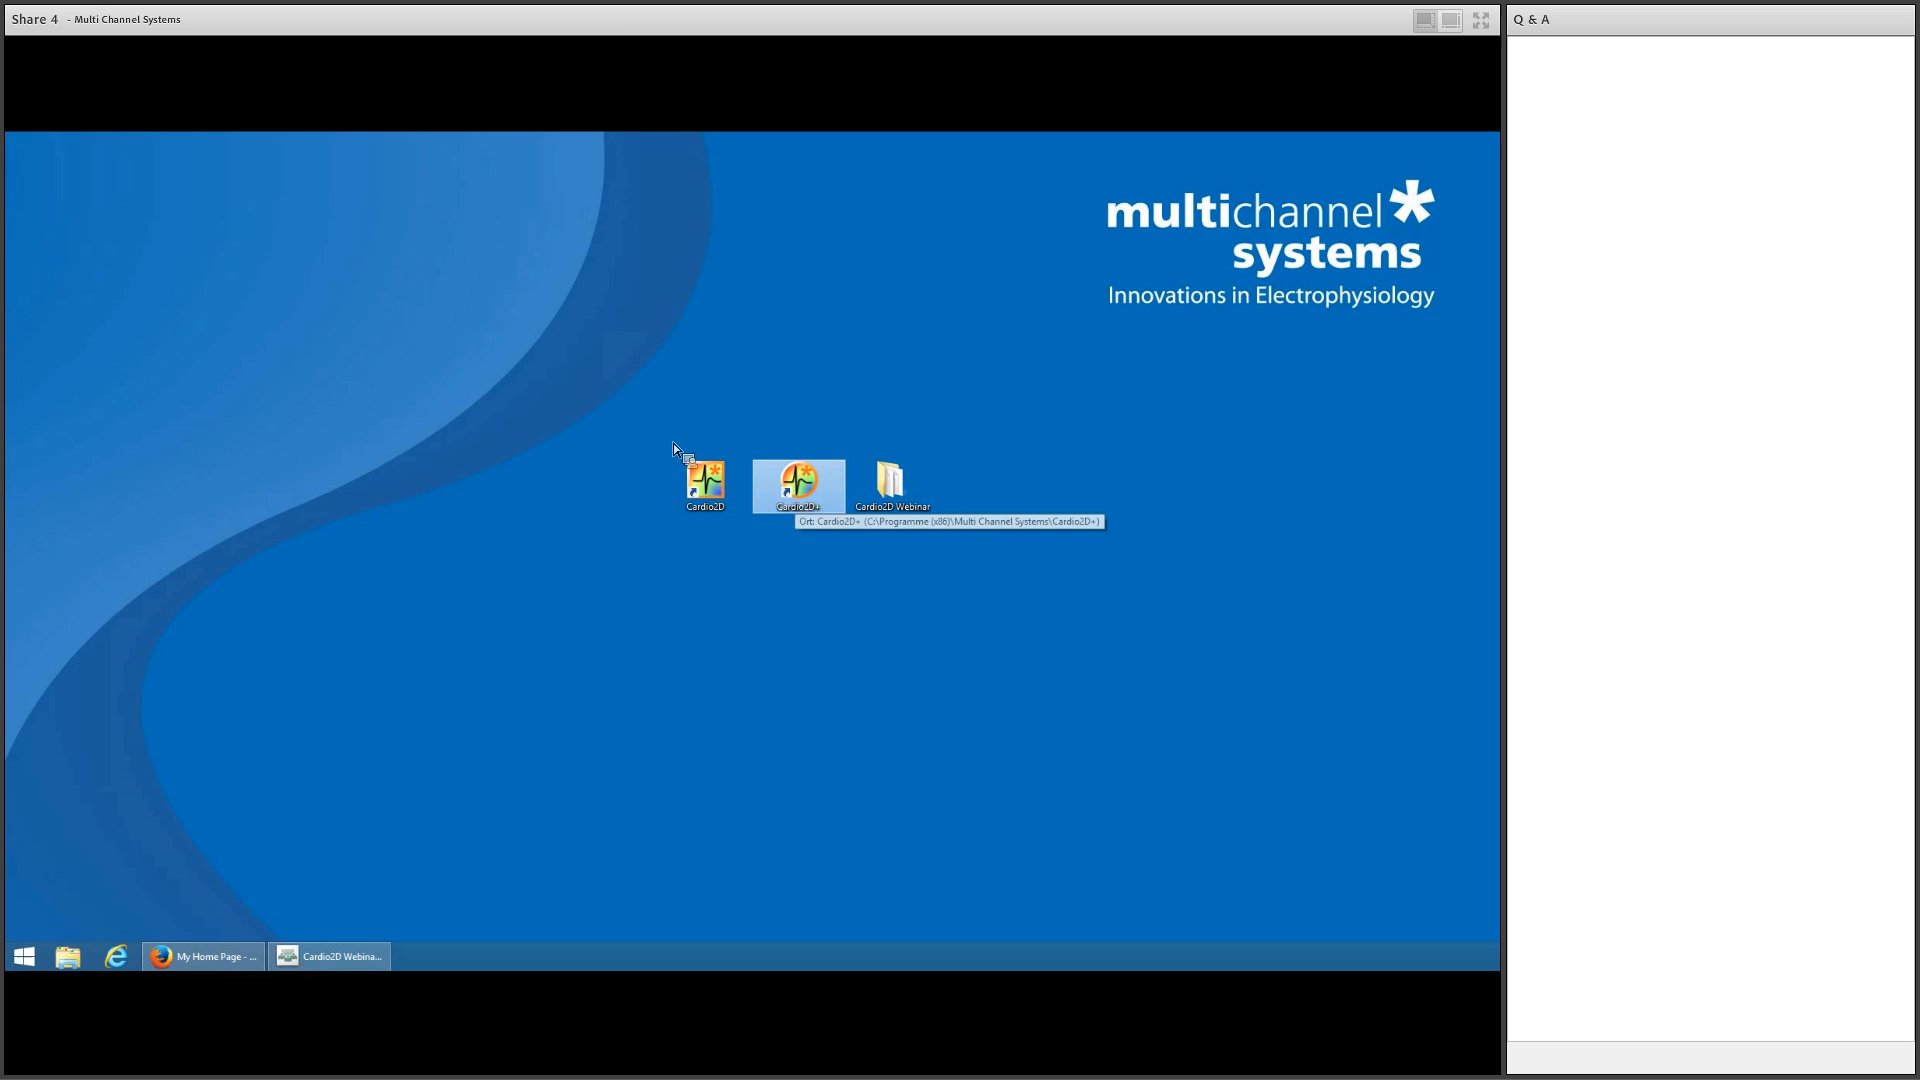 Share 4 - Multi Channel Systems
Q & A
multichannel*
systems
Innovations in Electrophysiology
Cardio2D
Cardio2D+
Cardio2D Webinar
Ort: Cardio2D+ (C:\Programme (x86)\Multi Channel Systems\Cardio2D+)
My Home Page - ...
Cardio2D Webina...